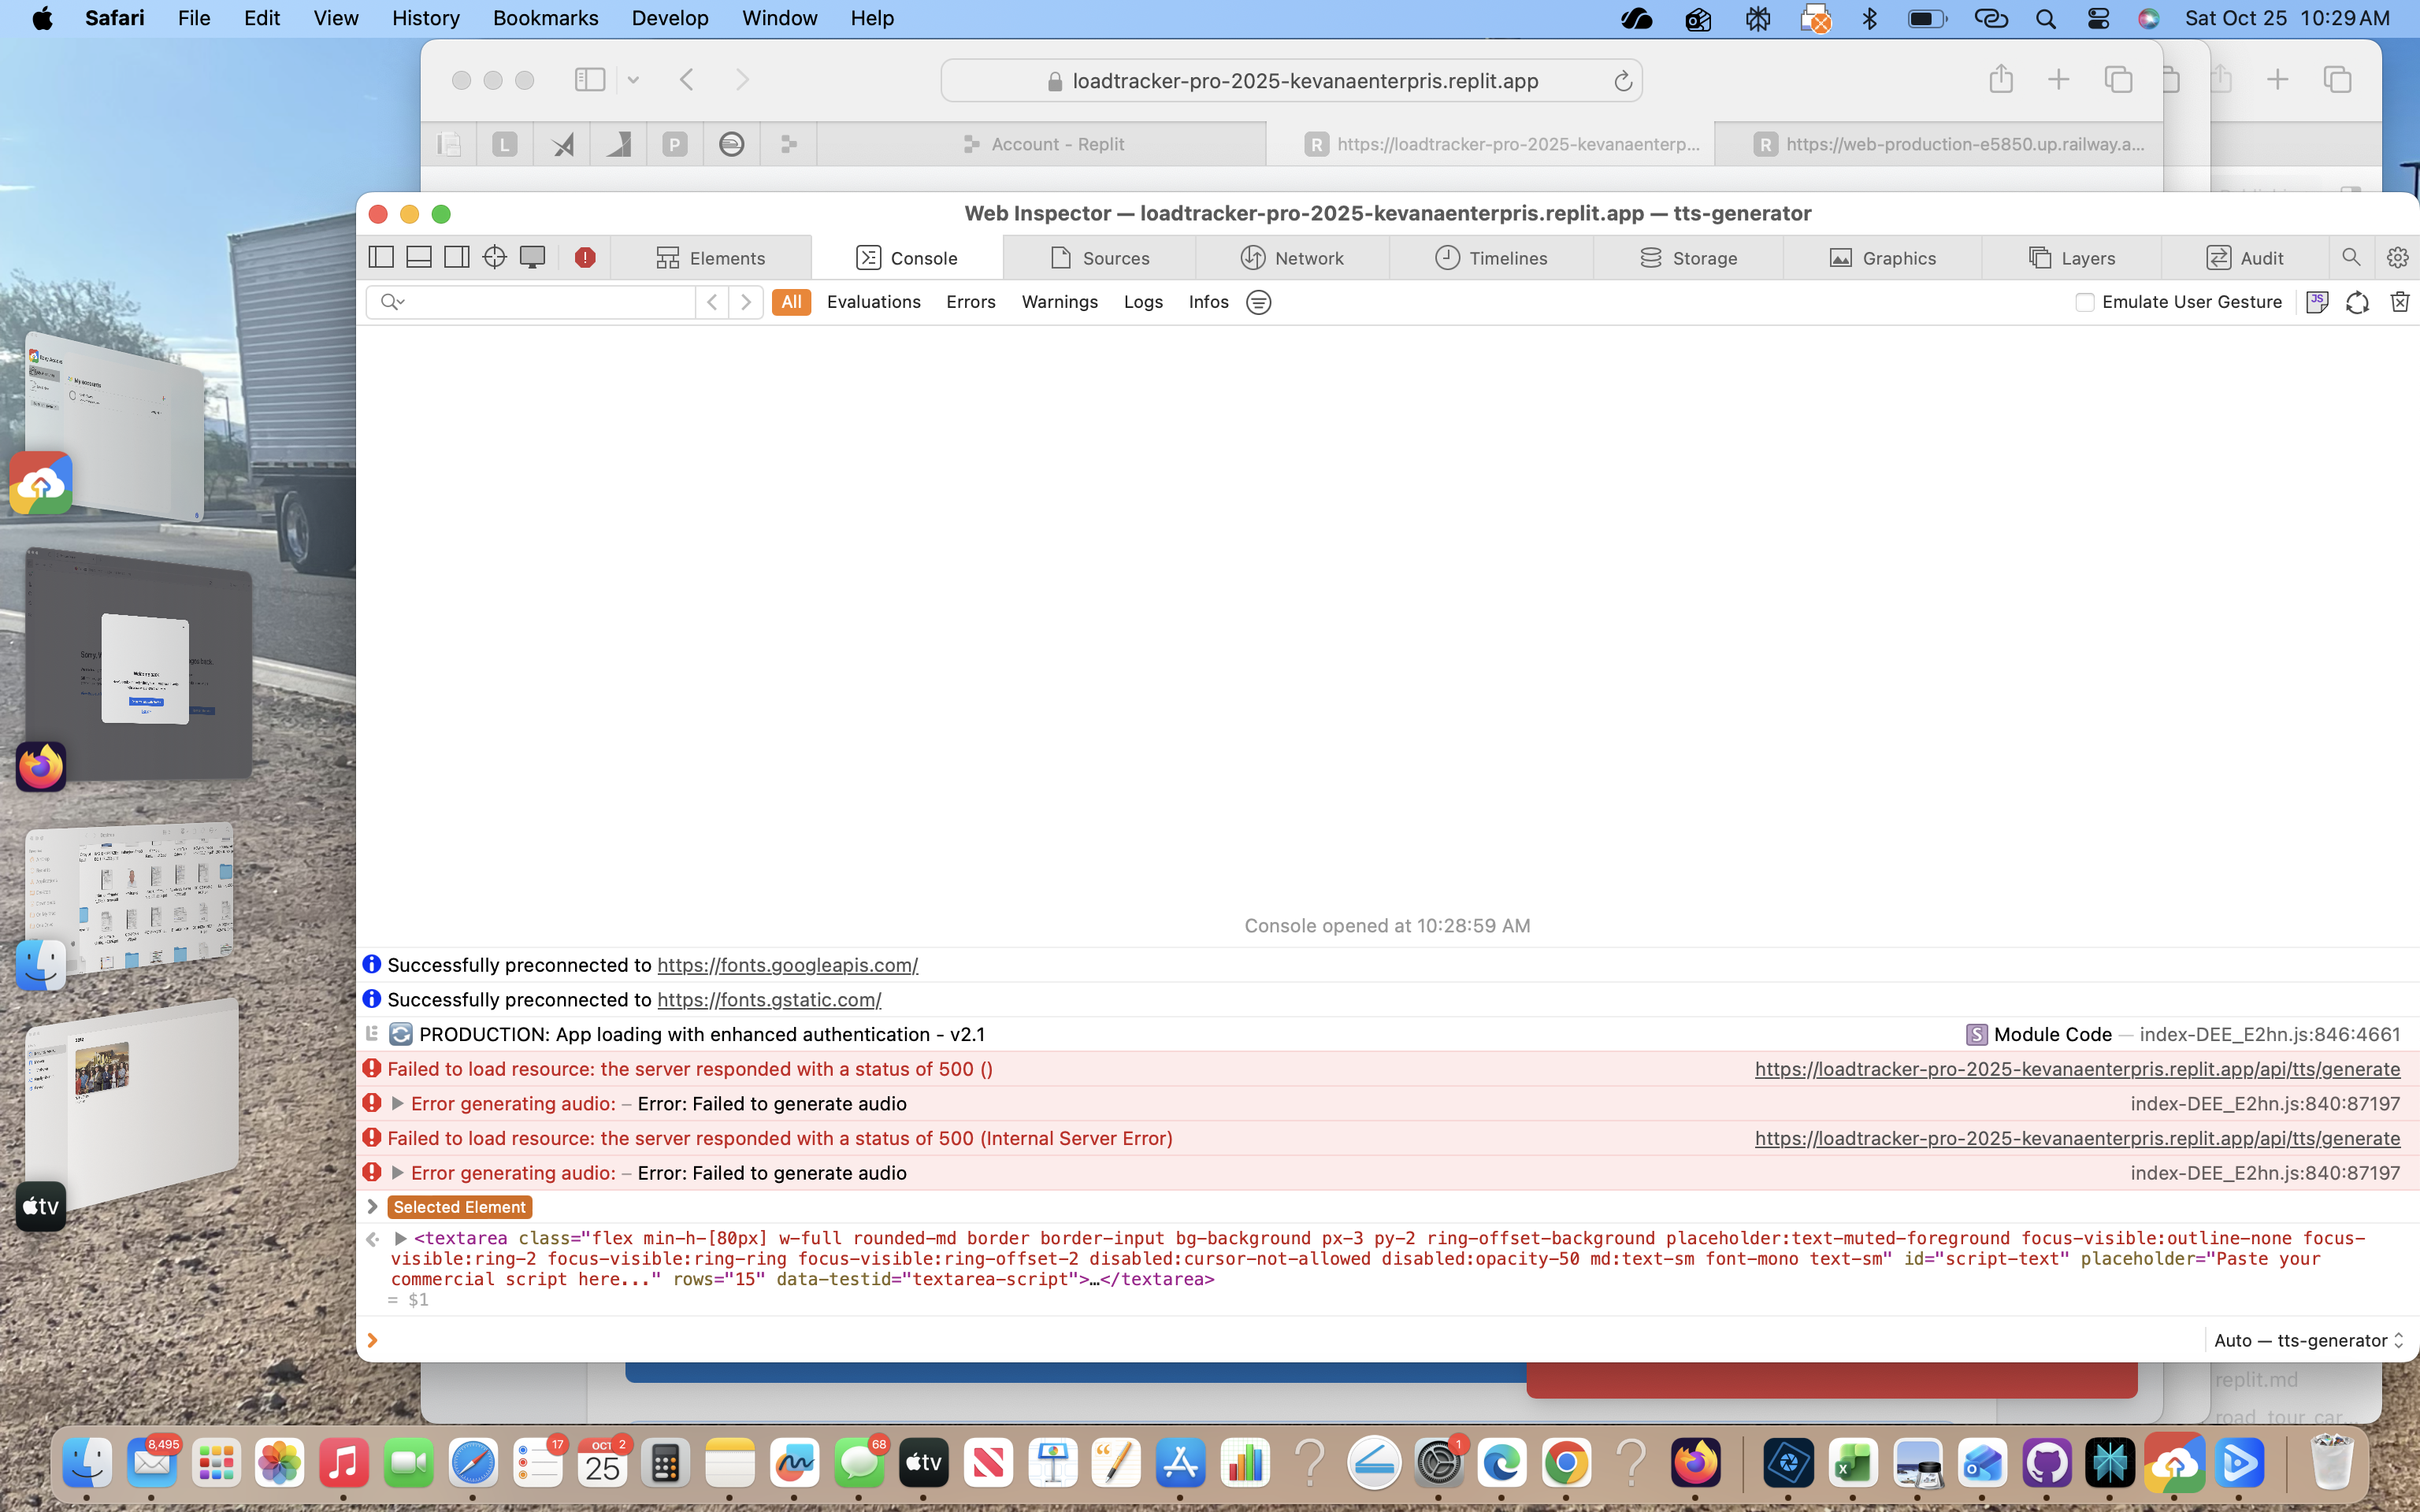 Safari File Edit View History Bookmarks Develop Window Help Sat Oct 25 10:29 AM
loadtracker-pro-2025-kevanaenterpris.replit.app
L P Account - Replit R https://loadtracker-pro-2025-kevanaenterp... R https://web-production-e5850.up.railway.a...
Web Inspector — loadtracker-pro-2025-kevanaenterpris.replit.app — tts-generator
Elements Console Sources Network Timelines Storage Graphics Layers Audit
All Evaluations Errors Warnings Logs Infos Emulate User Gesture JS
My accounts
Console opened at 10:28:59 AM
Successfully preconnected to https://fonts.googleapis.com/
Successfully preconnected to https://fonts.gstatic.com/
PRODUCTION: App loading with enhanced authentication - v2.1 S Module Code — index-DEE_E2hn.js:846:4661
Failed to load resource: the server responded with a status of 500 () https://loadtracker-pro-2025-kevanaenterpris.replit.app/api/tts/generate
Error generating audio: – Error: Failed to generate audio index-DEE_E2hn.js:840:87197
Failed to load resource: the server responded with a status of 500 (Internal Server Error) https://loadtracker-pro-2025-kevanaenterpris.replit.app/api/tts/generate
Error generating audio: – Error: Failed to generate audio index-DEE_E2hn.js:840:87197
Selected Element
<textarea class="flex min-h-[80px] w-full rounded-md border border-input bg-background px-3 py-2 ring-offset-background placeholder:text-muted-foreground focus-visible:outline-none focus-
visible:ring-2 focus-visible:ring-ring focus-visible:ring-offset-2 disabled:cursor-not-allowed disabled:opacity-50 md:text-sm font-mono text-sm" id="script-text" placeholder="Paste your
commercial script here..." rows="15" data-testid="textarea-script">…</textarea>
= $1
Auto — tts-generator
replit.md
road_tour_car...
tv
8,495 17 OCT 2 25 68 tv 1